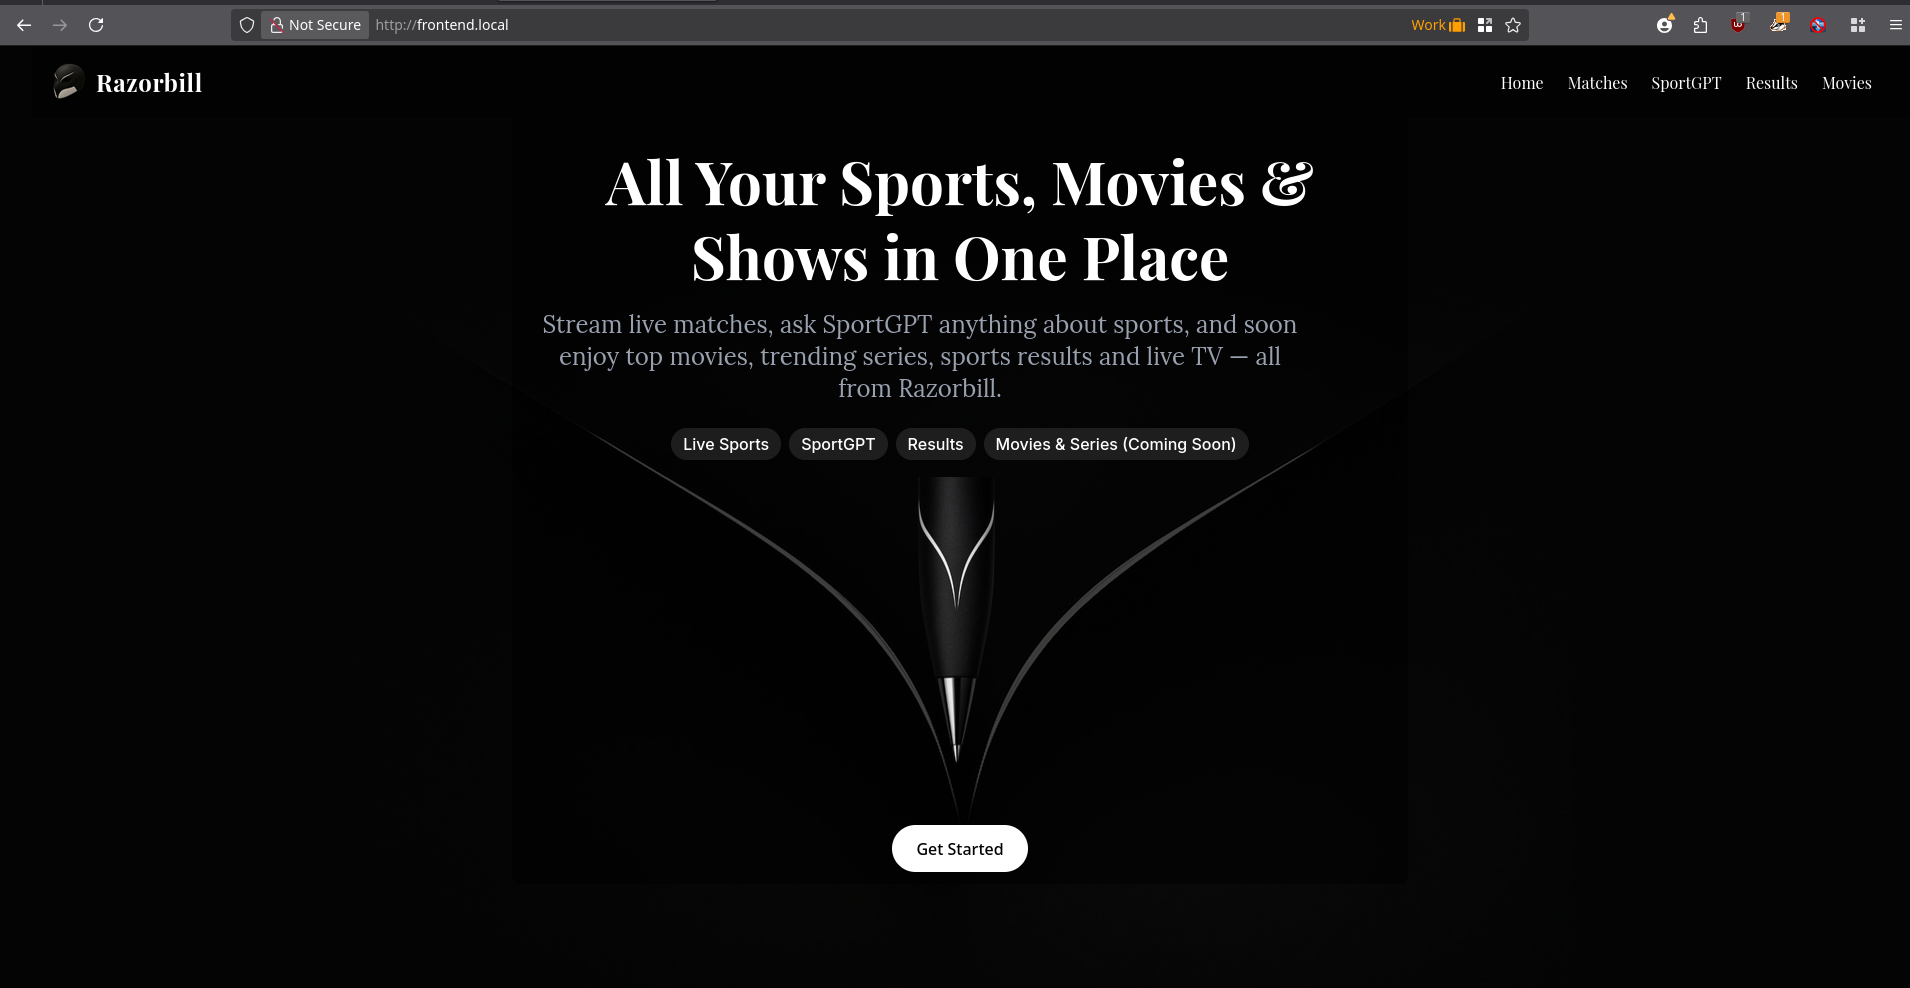 Not Secure http://frontend.local Work
1 1
Razorbill
Home Matches SportGPT Results Movies
All Your Sports, Movies &
Shows in One Place
Stream live matches, ask SportGPT anything about sports, and soon
enjoy top movies, trending series, sports results and live TV — all
from Razorbill.
Live Sports SportGPT Results Movies & Series (Coming Soon)
Get Started